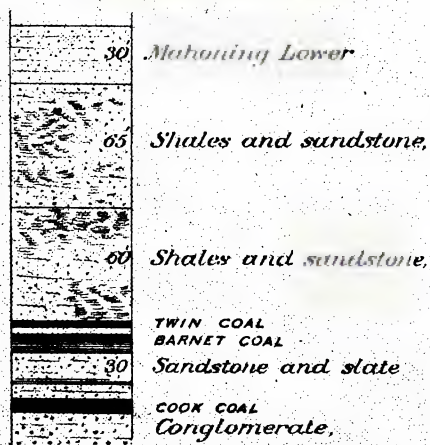 30 Mahoning Lower
65 Shales and sandstone,
60 Shales and sandstone,
TWIN COAL
BARNET COAL
30 Sandstone and slate
COOK COAL
Conglomerate,